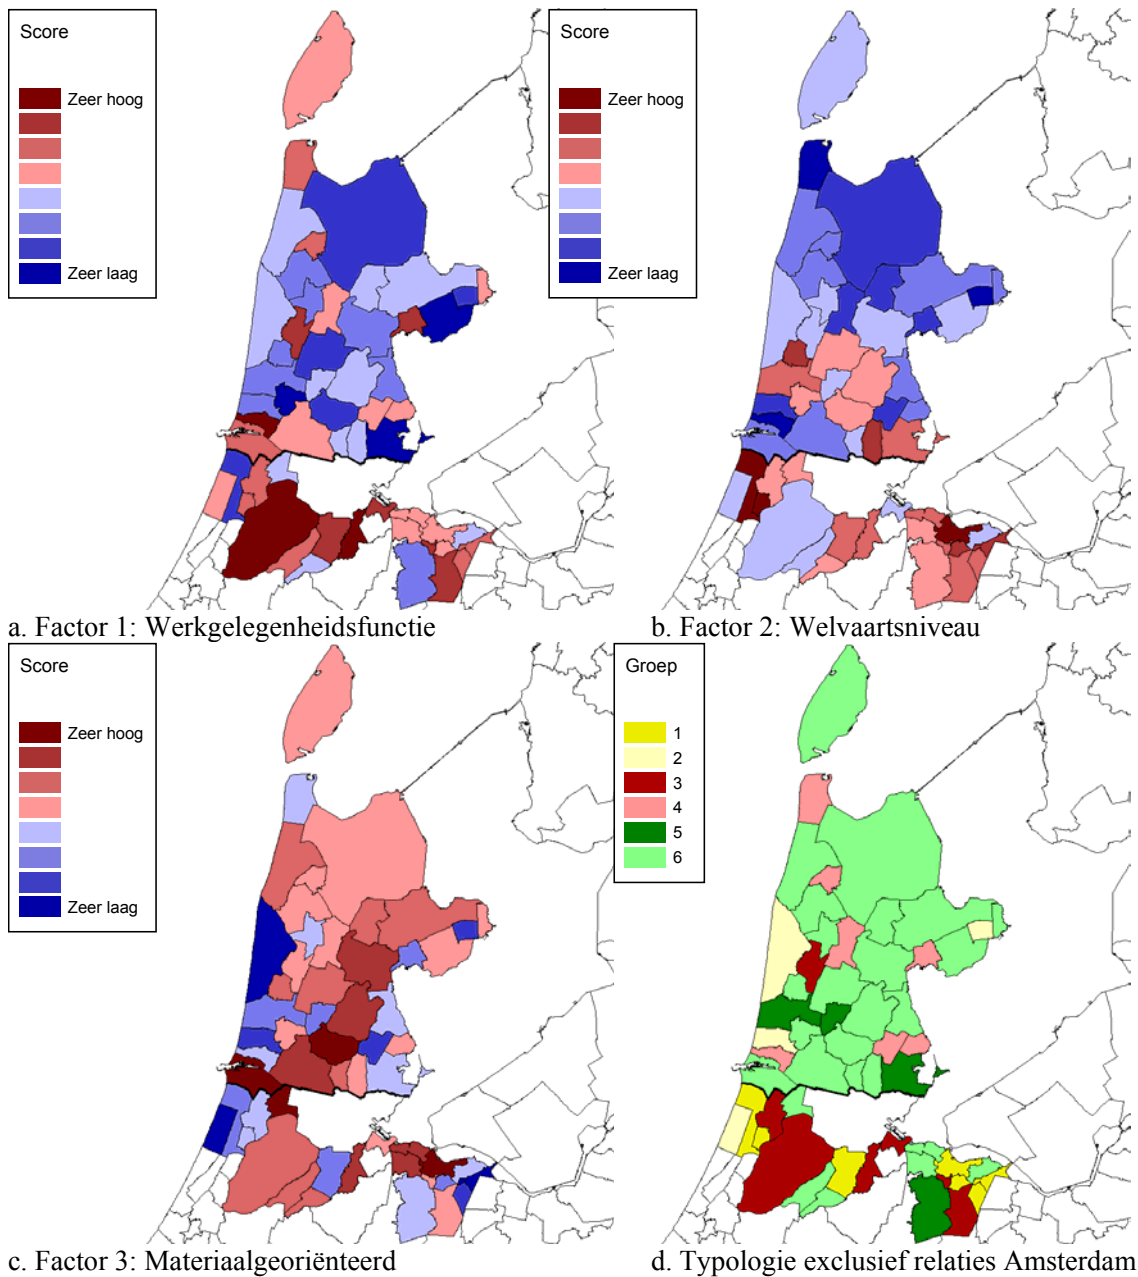 Score
Zeer hoog
Zeer laag
Score
Zeer hoog
Zeer laag
a. Factor 1: Werkgelegenheidsfunctie
b. Factor 2: Welvaartsniveau
Score
Zeer hoog
Zeer laag
Groep
1
2
3
4
5
6
c. Factor 3: Materiaalgeoriënteerd
d. Typologie exclusief relaties Amsterdam